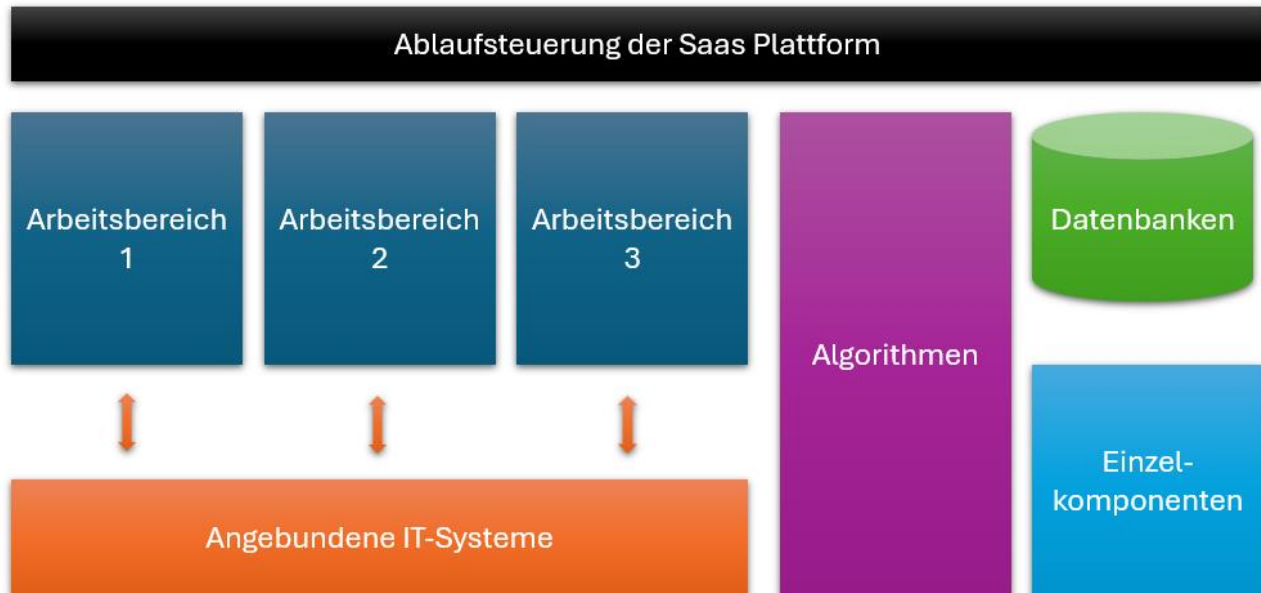 Ablaufsteuerung der Saas Plattform
Arbeitsbereich
1
Arbeitsbereich
2
Arbeitsbereich
3
Algorithmen
Datenbanken
Einzel-
komponenten
Angebundene IT-Systeme